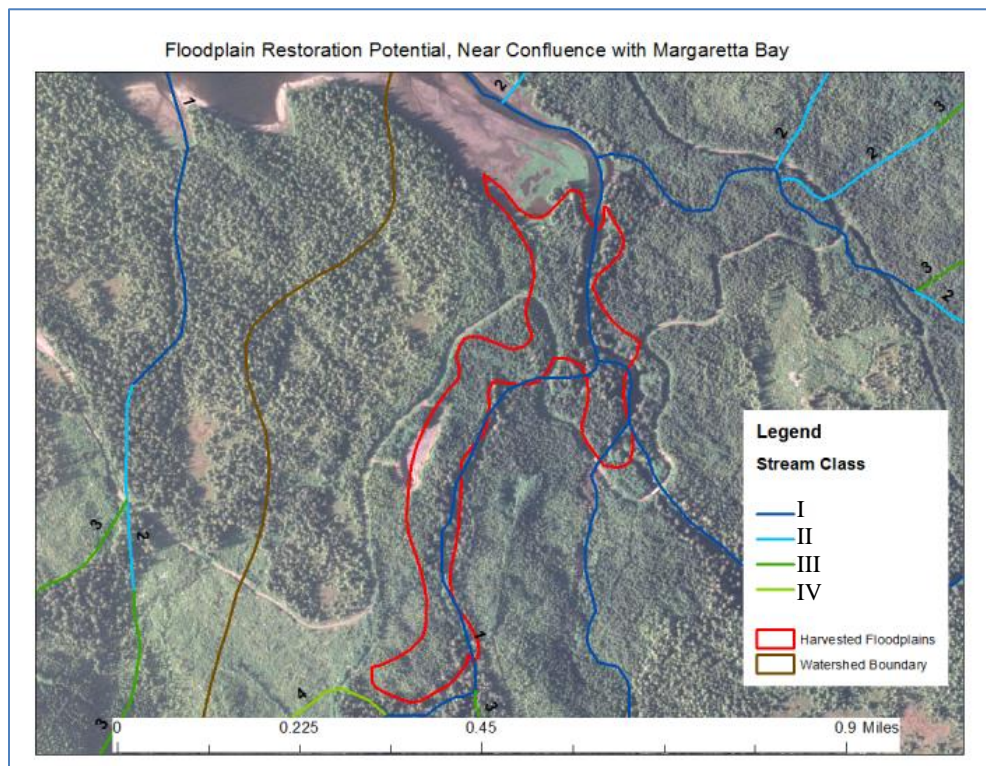 Floodplain Restoration Potential, Near Confluence with Margaretta Bay
1
2
2
3
2
3
2
3
2
1
4
3
3
Legend
Stream Class
I
II
III
IV
Harvested Floodplains
Watershed Boundary
0
0.225
0.45
0.9 Miles